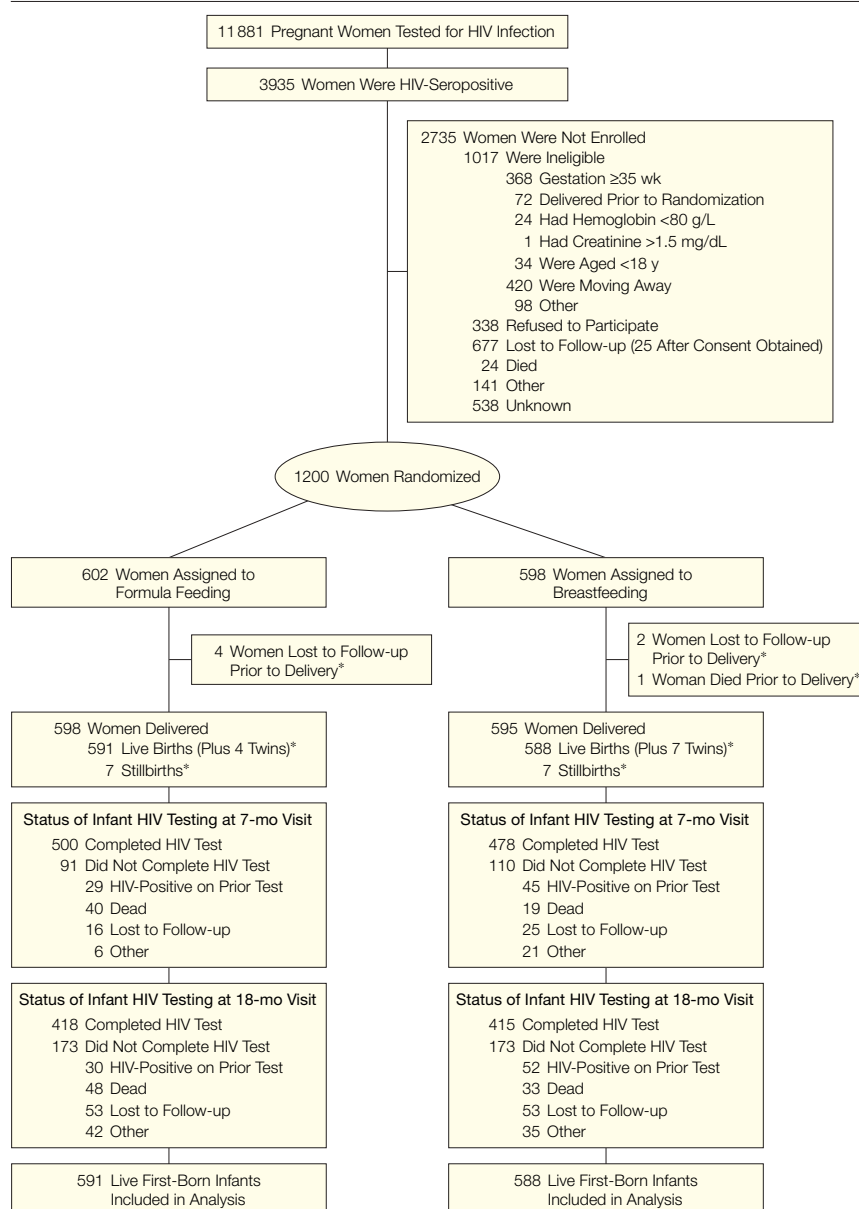 11 881 Pregnant Women Tested for HIV Infection
3935 Women Were HIV-Seropositive
2735 Women Were Not Enrolled
1017 Were Ineligible
368 Gestation ≥35 wk
72 Delivered Prior to Randomization
24 Had Hemoglobin <80 g/L
1 Had Creatinine >1.5 mg/dL
34 Were Aged <18 y
420 Were Moving Away
98 Other
338 Refused to Participate
677 Lost to Follow-up (25 After Consent Obtained)
24 Died
141 Other
538 Unknown
1200 Women Randomized
602 Women Assigned to
Formula Feeding
4 Women Lost to Follow-up
Prior to Delivery*
598 Women Delivered
591 Live Births (Plus 4 Twins)*
7 Stillbirths*
Status of Infant HIV Testing at 7-mo Visit
500 Completed HIV Test
91 Did Not Complete HIV Test
29 HIV-Positive on Prior Test
40 Dead
16 Lost to Follow-up
6 Other
Status of Infant HIV Testing at 18-mo Visit
418 Completed HIV Test
173 Did Not Complete HIV Test
30 HIV-Positive on Prior Test
48 Dead
53 Lost to Follow-up
42 Other
591 Live First-Born Infants
Included in Analysis
598 Women Assigned to
Breastfeeding
2 Women Lost to Follow-up
Prior to Delivery*
1 Woman Died Prior to Delivery*
595 Women Delivered
588 Live Births (Plus 7 Twins)*
7 Stillbirths*
Status of Infant HIV Testing at 7-mo Visit
478 Completed HIV Test
110 Did Not Complete HIV Test
45 HIV-Positive on Prior Test
19 Dead
25 Lost to Follow-up
21 Other
Status of Infant HIV Testing at 18-mo Visit
415 Completed HIV Test
173 Did Not Complete HIV Test
52 HIV-Positive on Prior Test
33 Dead
53 Lost to Follow-up
35 Other
588 Live First-Born Infants
Included in Analysis